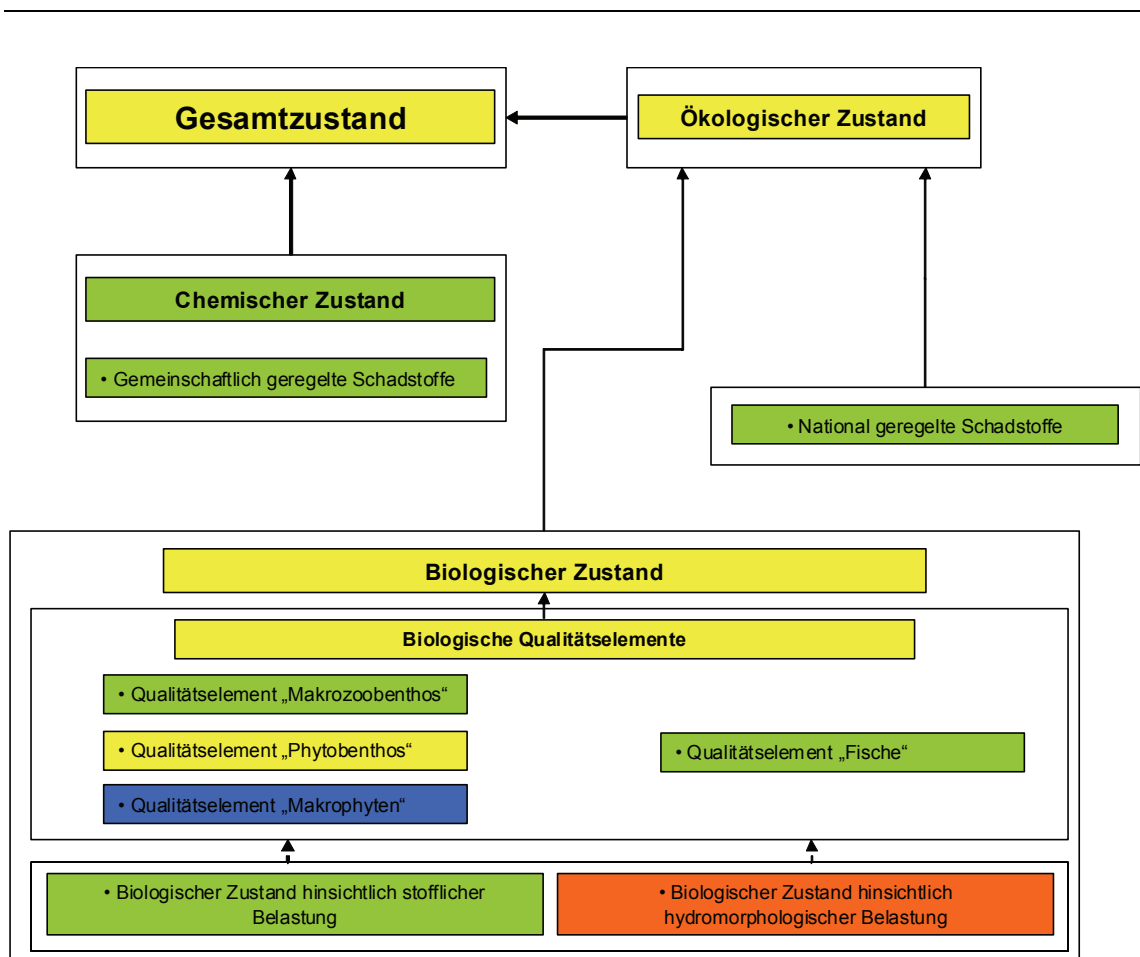 Gesamtzustand
Ökologischer Zustand
Chemischer Zustand
• Gemeinschaftlich geregelte Schadstoffe
• National geregelte Schadstoffe
Biologischer Zustand
Biologische Qualitätselemente
• Qualitätselement „Makrozoobenthos“
• Qualitätselement „Phytobenthos“
• Qualitätselement „Fische“
• Qualitätselement „Makrophyten“
• Biologischer Zustand hinsichtlich stofflicher
Belastung
• Biologischer Zustand hinsichtlich
hydromorphologischer Belastung